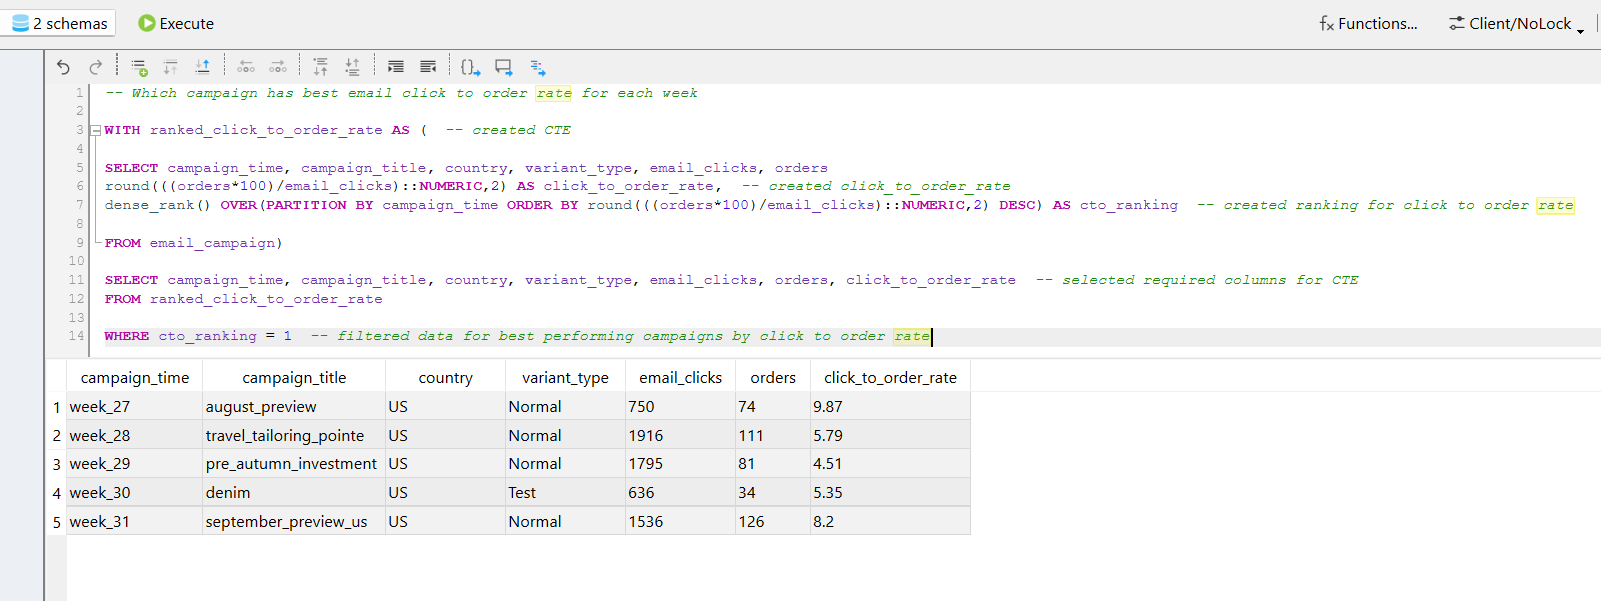 2 schemas Execute fx Functions... Client/NoLock
1 -- Which campaign has best email click to order rate for each week
2
3 WITH ranked_click_to_order_rate AS (  -- created CTE
4
5 SELECT campaign_time, campaign_title, country, variant_type, email_clicks, orders
6 round(((orders*100)/email_clicks)::NUMERIC,2) AS click_to_order_rate,  -- created click_to_order_rate
7 dense_rank() OVER(PARTITION BY campaign_time ORDER BY round(((orders*100)/email_clicks)::NUMERIC,2) DESC) AS cto_ranking  -- created ranking for click to order rate
8
9 FROM email_campaign)
10
11 SELECT campaign_time, campaign_title, country, variant_type, email_clicks, orders, click_to_order_rate  -- selected required columns for CTE
12 FROM ranked_click_to_order_rate
13
14 WHERE cto_ranking = 1  -- filtered data for best performing campaigns by click to order rate
campaign_time campaign_title country variant_type email_clicks orders click_to_order_rate
1 week_27 august_preview US Normal 750 74 9.87
2 week_28 travel_tailoring_pointe US Normal 1916 111 5.79
3 week_29 pre_autumn_investment US Normal 1795 81 4.51
4 week_30 denim US Test 636 34 5.35
5 week_31 september_preview_us US Normal 1536 126 8.2